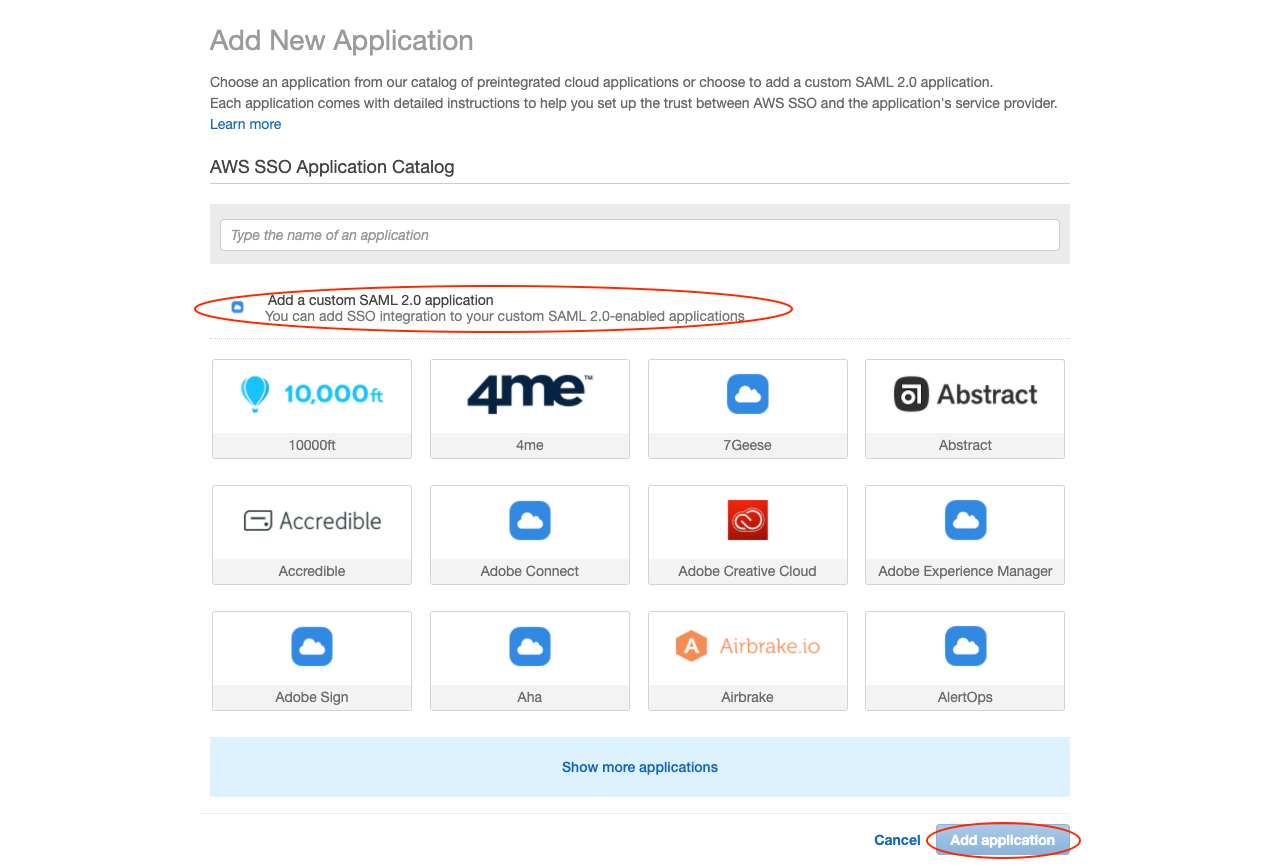 Add New Application
Choose an application from our catalog of preintegrated cloud applications or choose to add a custom SAML 2.0 application.
Each application comes with detailed instructions to help you set up the trust between AWS SSO and the application's service provider.
Learn more
AWS SSO Application Catalog
Type the name of an application
Add a custom SAML 2.0 application
You can add SSO integration to your custom SAML 2.0-enabled applications
10,000ft
4me™
Abstract
10000ft
4me
7Geese
Abstract
Accredible
Accredible
Adobe Connect
Adobe Creative Cloud
Adobe Experience Manager
A Airbrake.io
Adobe Sign
Aha
Airbrake
AlertOps
Show more applications
Cancel
Add application